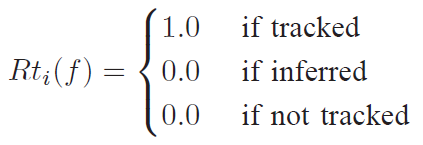 1.0 if tracked
Rt_i(f) = { 0.0 if inferred
0.0 if not tracked